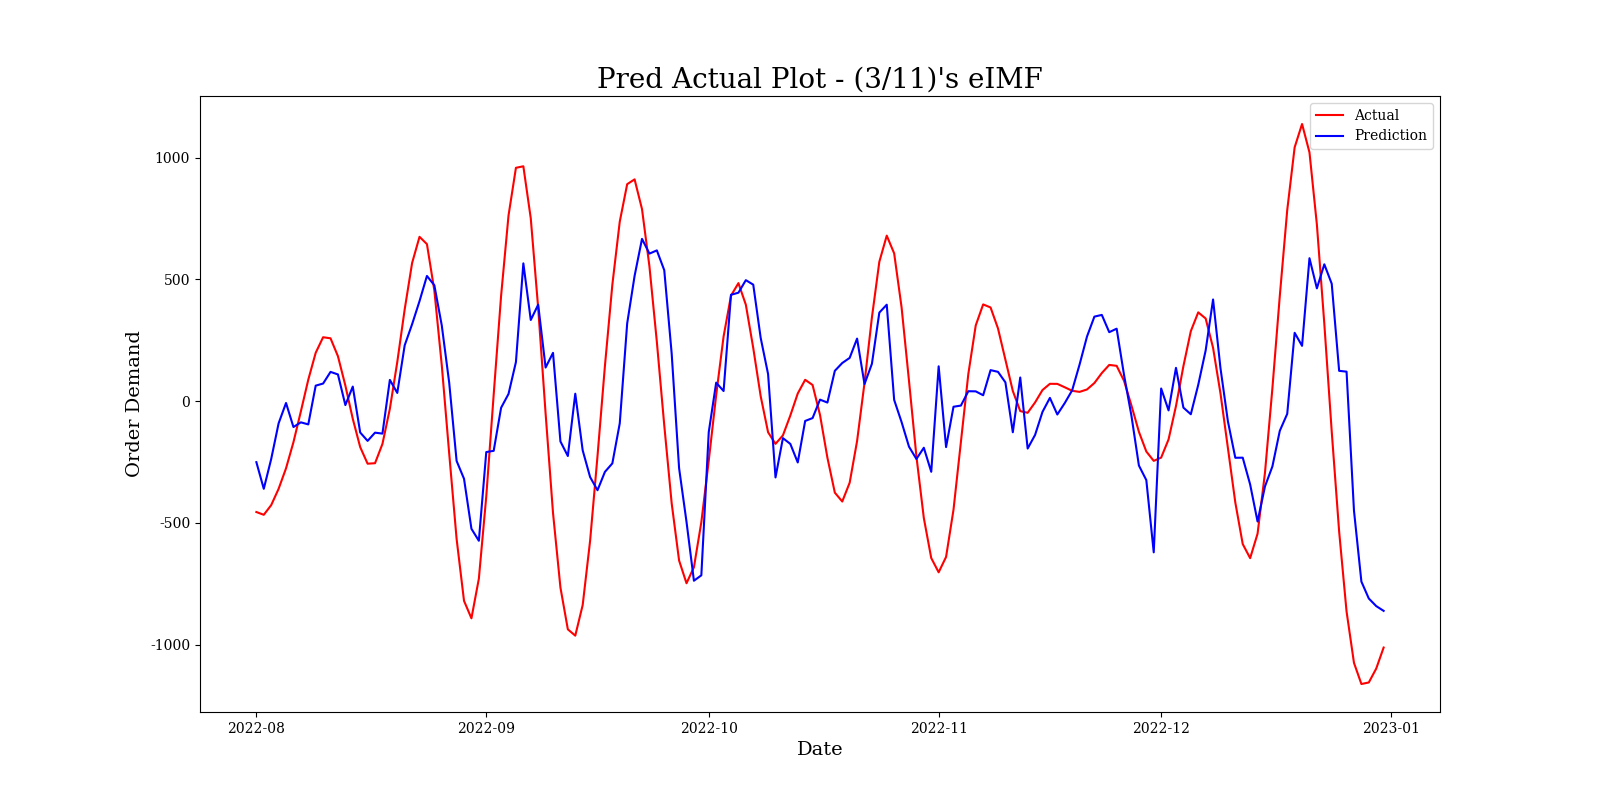 Pred Actual Plot - (3/11)'s eIMF
Actual
Prediction
Order Demand
1000
500
0
-500
-1000
2022-08 2022-09 2022-10 2022-11 2022-12 2023-01
Date